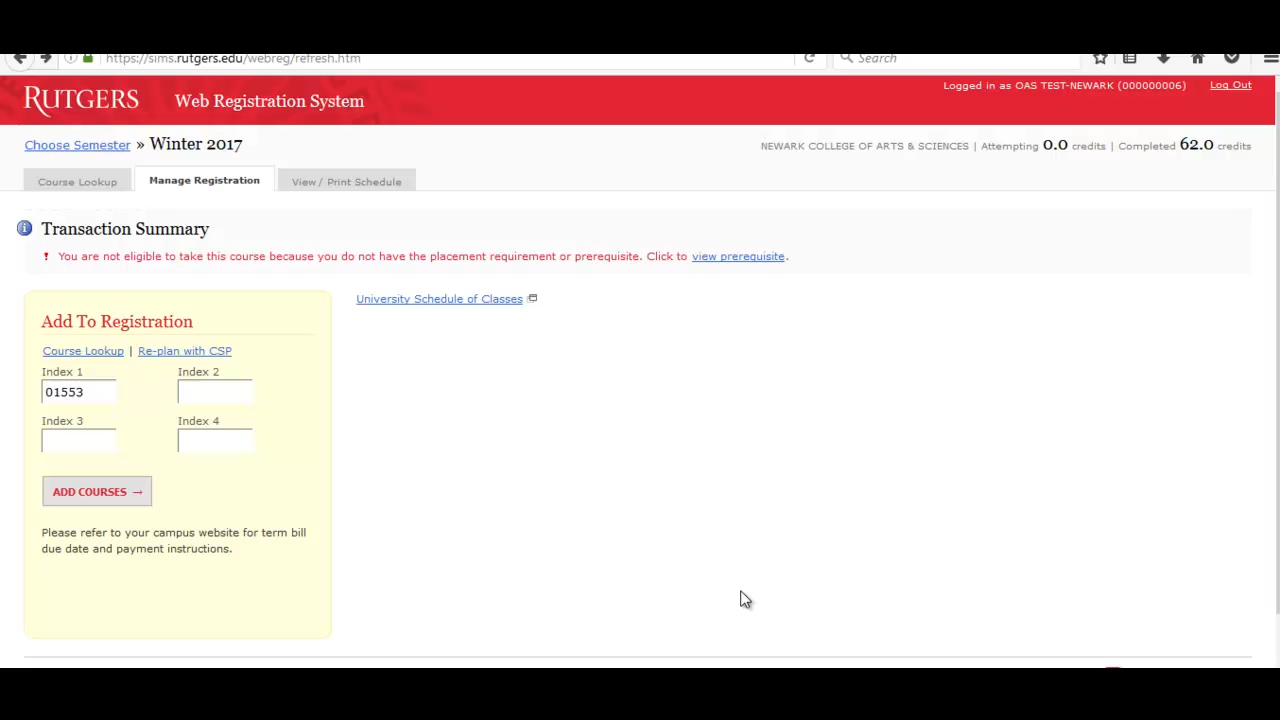 https://sims.rutgers.edu/webreg/refresh.htm
Search
RUTGERS Web Registration System
Logged in as OAS TEST-NEWARK (000000006) Log Out
Choose Semester » Winter 2017
NEWARK COLLEGE OF ARTS & SCIENCES | Attempting 0.0 credits | Completed 62.0 credits
Course Lookup Manage Registration View / Print Schedule
Transaction Summary
! You are not eligible to take this course because you do not have the placement requirement or prerequisite. Click to view prerequisite.
University Schedule of Classes
Add To Registration
Course Lookup | Re-plan with CSP
Index 1 Index 2
01553
Index 3 Index 4
ADD COURSES →
Please refer to your campus website for term bill
due date and payment instructions.